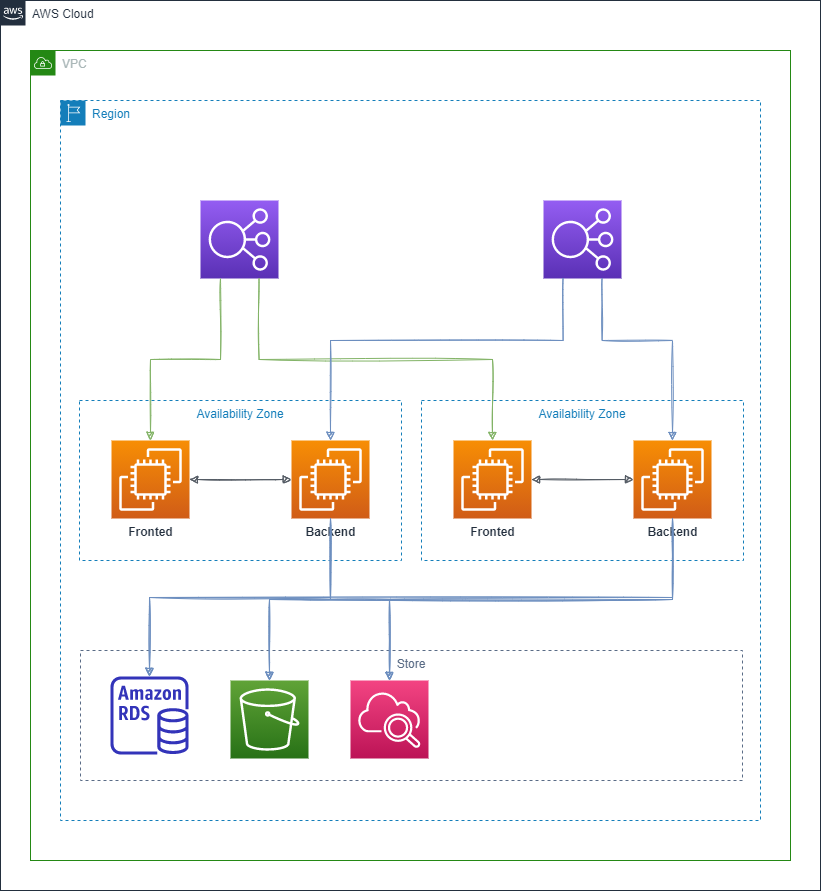 aws
AWS Cloud
VPC
Region
Availability Zone
Availability Zone
Fronted
Backend
Fronted
Backend
Store
Amazon
RDS